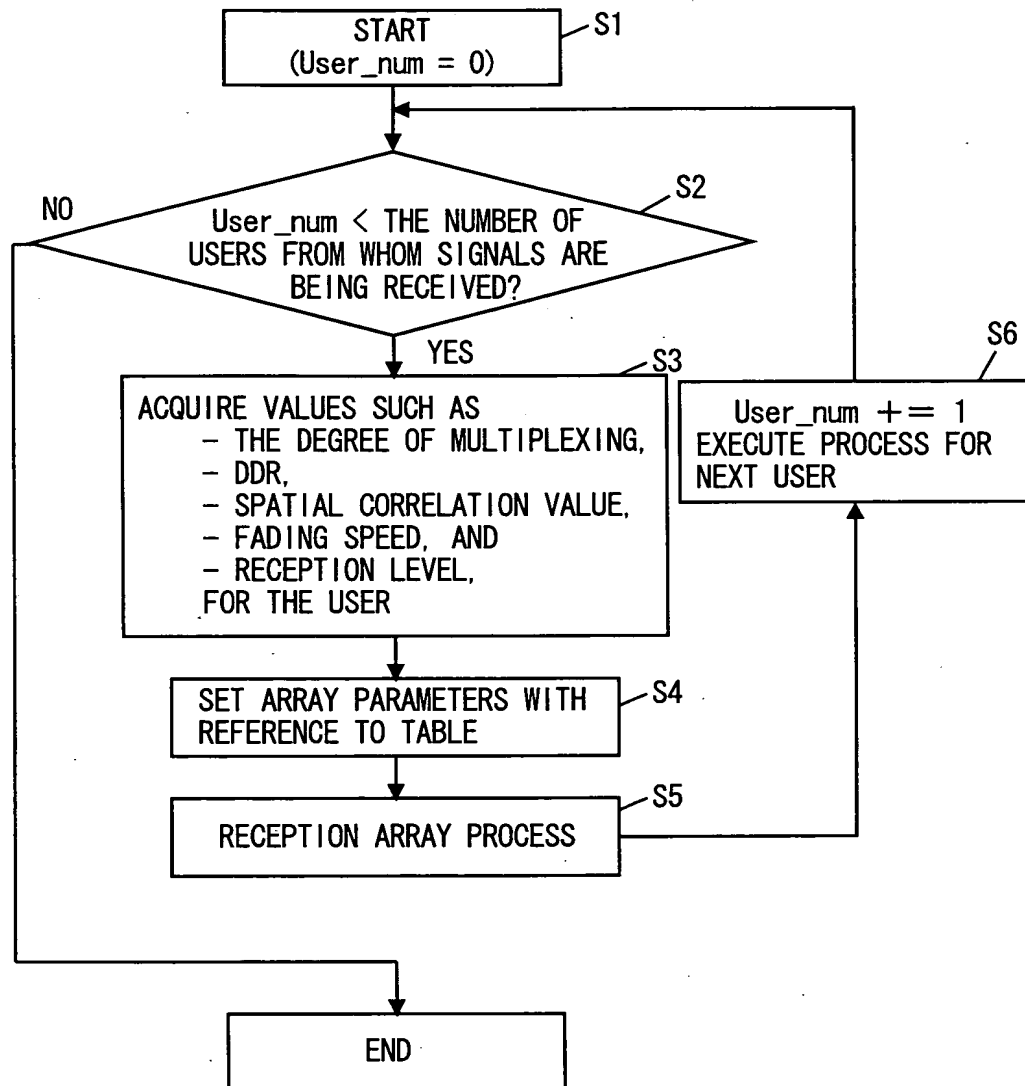 START
(User_num = 0)
S1
S2
NO
User_num < THE NUMBER OF
USERS FROM WHOM SIGNALS ARE
BEING RECEIVED?
YES
S3
ACQUIRE VALUES SUCH AS
- THE DEGREE OF MULTIPLEXING,
- DDR,
- SPATIAL CORRELATION VALUE,
- FADING SPEED, AND
- RECEPTION LEVEL,
FOR THE USER
S6
User_num += 1
EXECUTE PROCESS FOR
NEXT USER
SET ARRAY PARAMETERS WITH
REFERENCE TO TABLE
S4
RECEPTION ARRAY PROCESS
S5
END